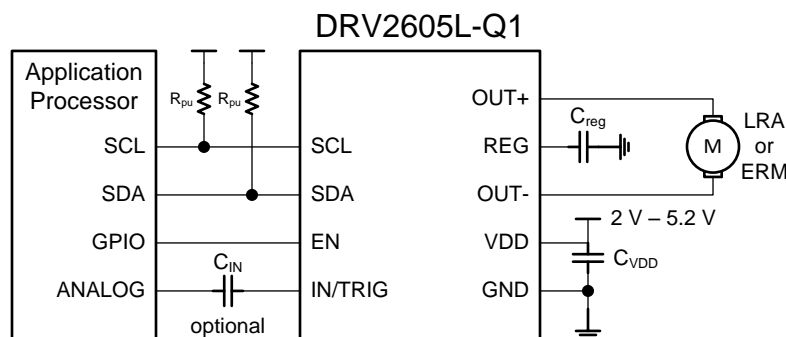 DRV2605L-Q1
Application
Processor
SCL
SDA
GPIO
ANALOG
Rpu
Rpu
CIN
optional
SCL
SDA
EN
IN/TRIG
OUT+
REG
OUT-
VDD
GND
Creg
M
LRA
or
ERM
2 V – 5.2 V
CVDD